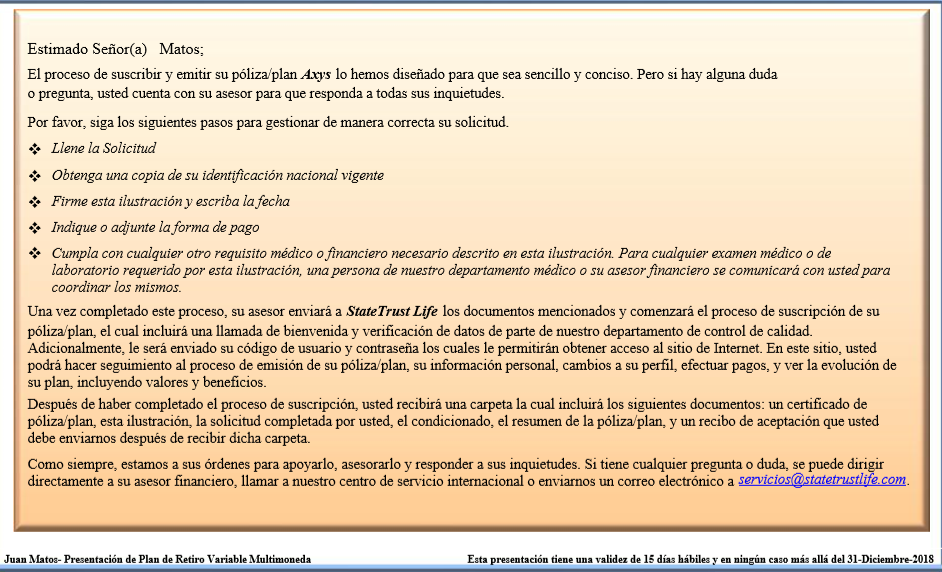 Estimado Señor(a) Matos;
El proceso de suscribir y emitir su póliza/plan Axys lo hemos diseñado para que sea sencillo y conciso. Pero si hay alguna duda
o pregunta, usted cuenta con su asesor para que responda a todas sus inquietudes.
Por favor, siga los siguientes pasos para gestionar de manera correcta su solicitud.
❖ Llene la Solicitud
❖ Obtenga una copia de su identificación nacional vigente
❖ Firme esta ilustración y escriba la fecha
❖ Indique o adjunte la forma de pago
❖ Cumpla con cualquier otro requisito médico o financiero necesario descrito en esta ilustración. Para cualquier examen médico o de
laboratorio requerido por esta ilustración, una persona de nuestro departamento médico o su asesor financiero se comunicará con usted para
coordinar los mismos.
Una vez completado este proceso, su asesor enviará a StateTrust Life los documentos mencionados y comenzará el proceso de suscripción de su
póliza/plan, el cual incluirá una llamada de bienvenida y verificación de datos de parte de nuestro departamento de control de calidad.
Adicionalmente, le será enviado su código de usuario y contraseña los cuales le permitirán obtener acceso al sitio de Internet. En este sitio, usted
podrá hacer seguimiento al proceso de emisión de su póliza/plan, su información personal, cambios a su perfil, efectuar pagos, y ver la evolución de
su plan, incluyendo valores y beneficios.
Después de haber completado el proceso de suscripción, usted recibirá una carpeta la cual incluirá los siguientes documentos: un certificado de
póliza/plan, esta ilustración, la solicitud completada por usted, el condicionado, el resumen de la póliza/plan, y un recibo de aceptación que usted
debe enviarnos después de recibir dicha carpeta.
Como siempre, estamos a sus órdenes para apoyarlo, asesorarlo y responder a sus inquietudes. Si tiene cualquier pregunta o duda, se puede dirigir
directamente a su asesor financiero, llamar a nuestro centro de servicio internacional o enviarnos un correo electrónico a servicios@statetrustlife.com.
Juan Matos- Presentación de Plan de Retiro Variable Multimoneda
Esta presentación tiene una validez de 15 días hábiles y en ningún caso más allá del 31-Diciembre-2018